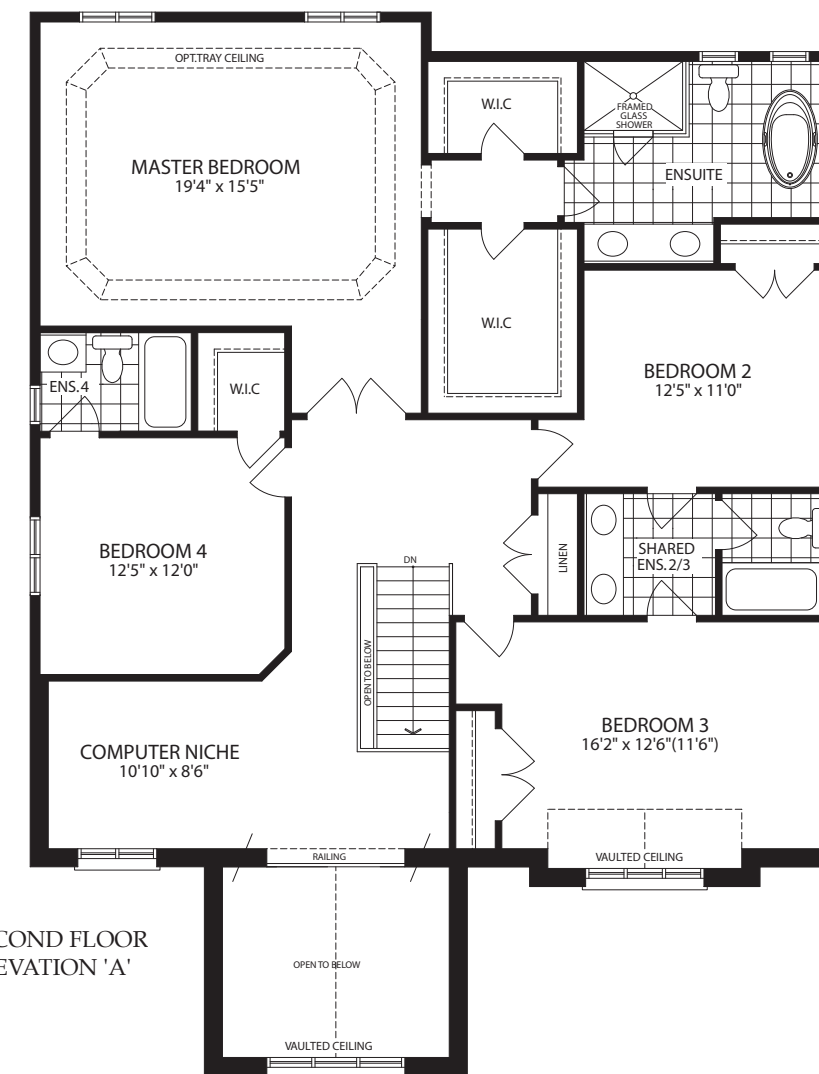 OPT.TRAY CEILING
MASTER BEDROOM
19'4" x 15'5"
W.I.C
FRAMED
GLASS
SHOWER
ENSUITE
W.I.C
BEDROOM 2
12'5" x 11'0"
ENS.4
W.I.C
BEDROOM 4
12'5" x 12'0"
DN
OPEN TO BELOW
LINEN
SHARED
ENS.2/3
BEDROOM 3
16'2" x 12'6"(11'6")
COMPUTER NICHE
10'10" x 8'6"
RAILING
VAULTED CEILING
OPEN TO BELOW
VAULTED CEILING
COND FLOOR
EVATION 'A'